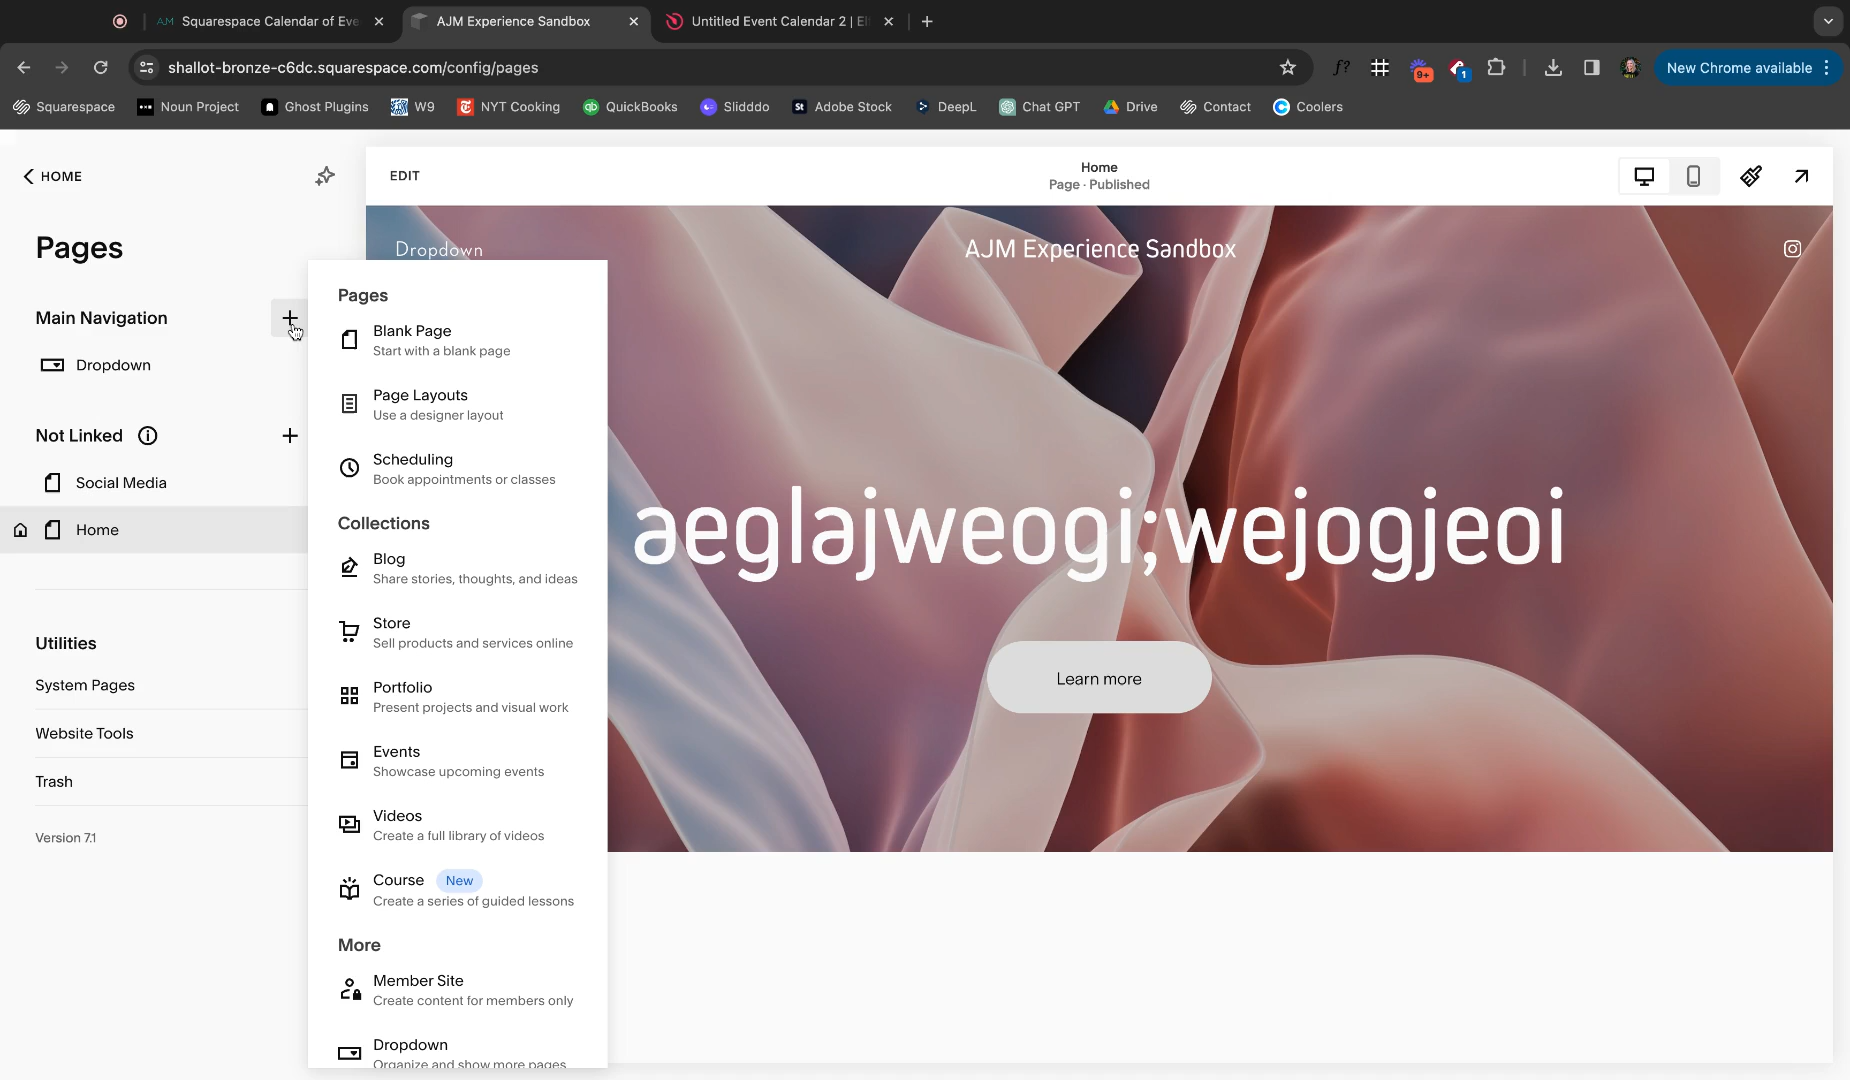 Squarespace Calendar of Eve
AJM Experience Sandbox
Untitled Event Calendar 2 | El
shallot-bronze-c6dc.squarespace.com/config/pages
f?
9+
1
New Chrome available
Squarespace
Noun Project
Ghost Plugins
W9
NYT Cooking
QuickBooks
Slidddo
St Adobe Stock
DeepL
Chat GPT
Drive
Contact
Coolers
HOME
EDIT
Home
Page · Published
Pages
Main Navigation
Dropdown
Not Linked
Social Media
Home
Utilities
System Pages
Website Tools
Trash
Version 7.1
Pages
Blank Page
Start with a blank page
Page Layouts
Use a designer layout
Scheduling
Book appointments or classes
Collections
Blog
Share stories, thoughts, and ideas
Store
Sell products and services online
Portfolio
Present projects and visual work
Events
Showcase upcoming events
Videos
Create a full library of videos
Course New
Create a series of guided lessons
More
Member Site
Create content for members only
Dropdown
Organize and show more pages
Dropdown
AJM Experience Sandbox
aeglajweogi;wejogjeoi
Learn more